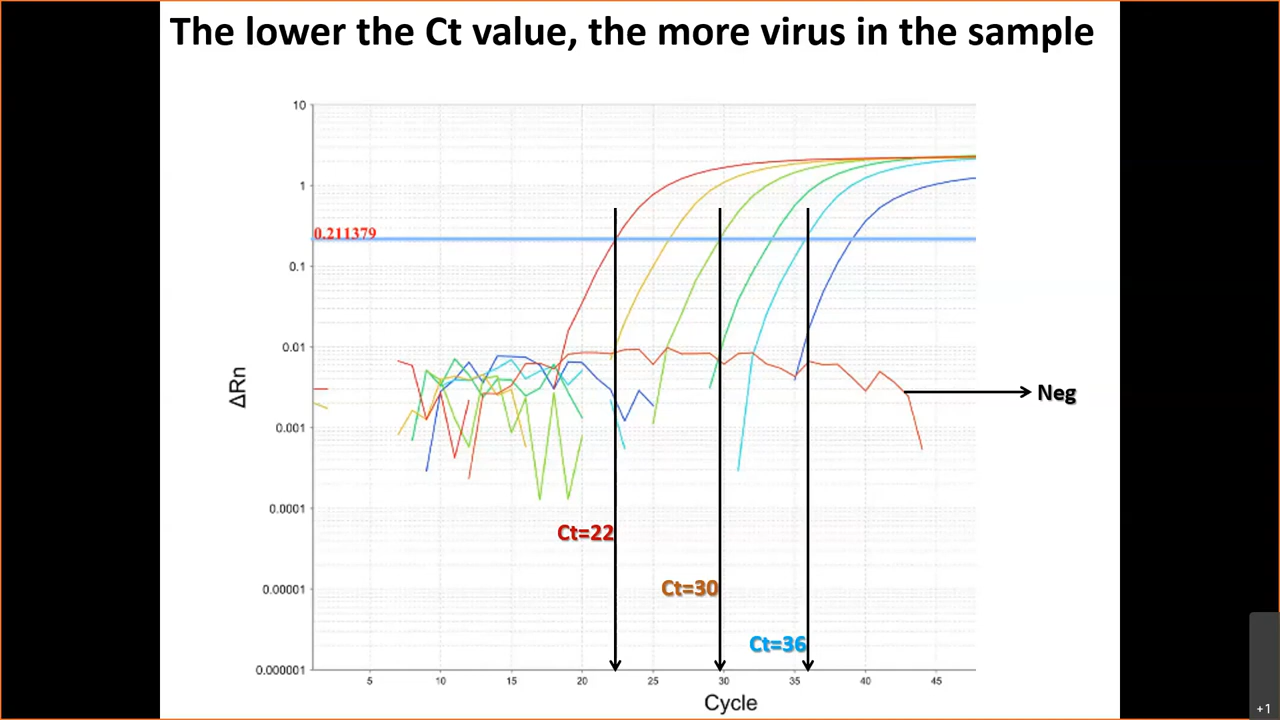 The lower the Ct value, the more virus in the sample
10
1
0.211379
0.1
0.01
0.001
0.0001
0.00001
0.000001
ΔRn
Neg
Ct=22
Ct=30
Ct=36
5 10 15 20 25 30 35 40 45
Cycle
+1